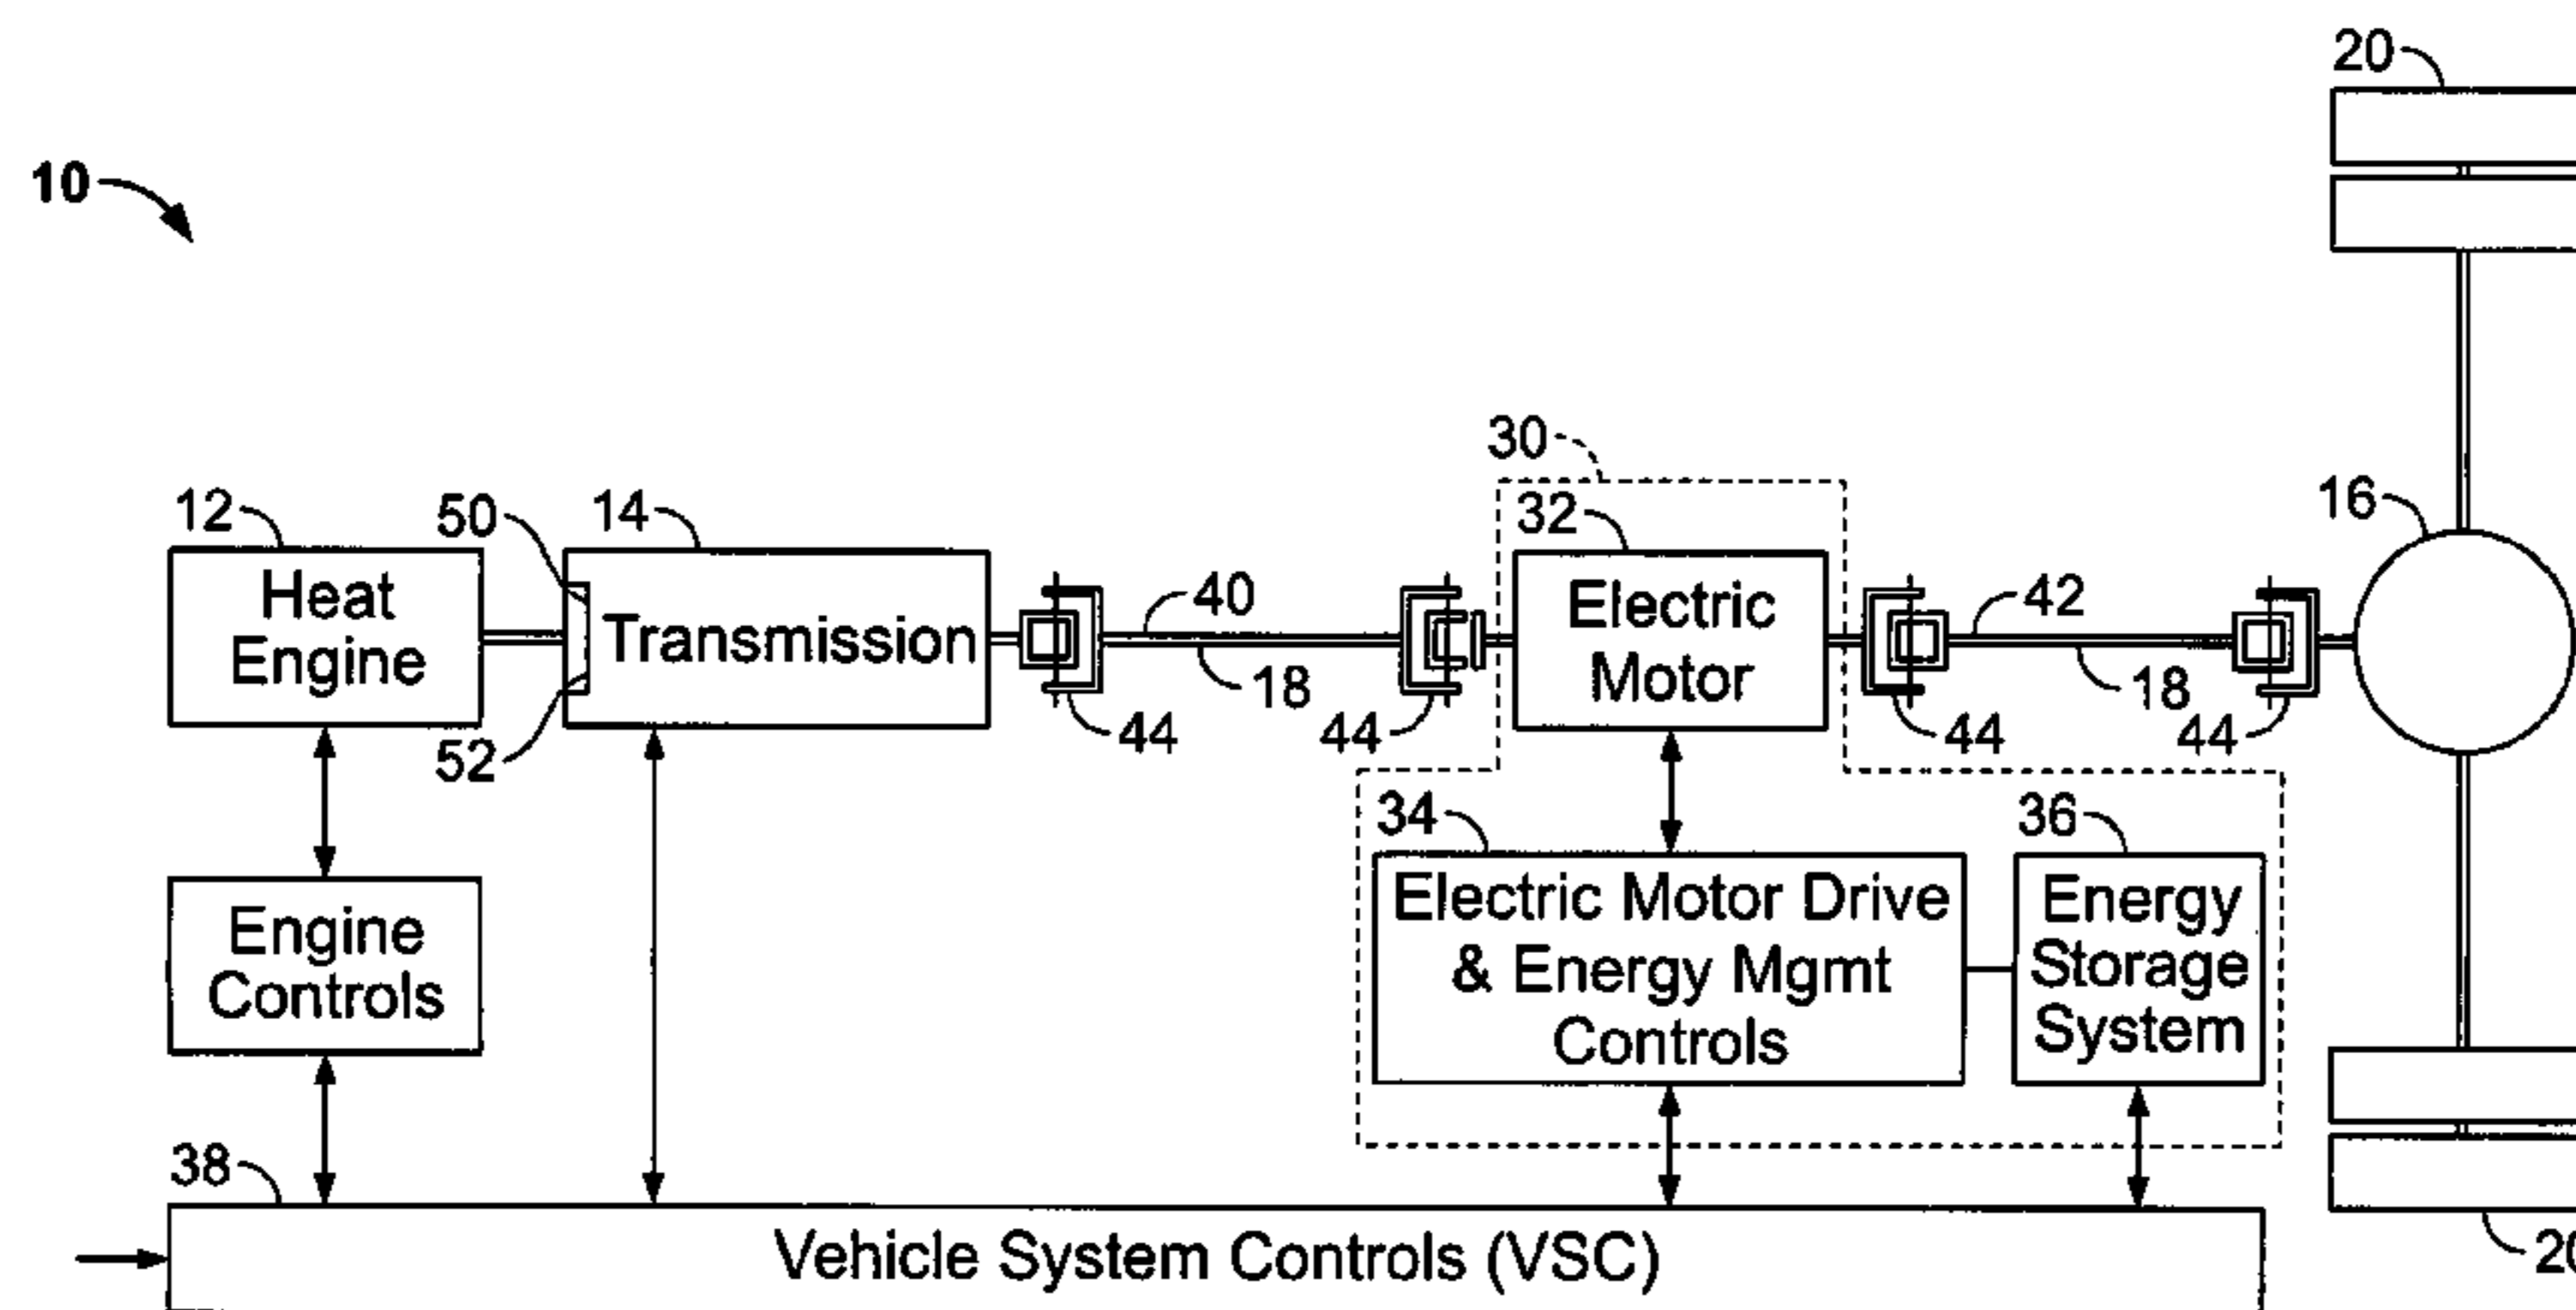 20
10
30
12
50
14
32
16
Heat
Engine
Transmission
40
18
44
44
Electric
Motor
42
18
44
44
52
34
36
Engine
Controls
Electric Motor Drive
& Energy Mgmt
Controls
Energy
Storage
System
38
Vehicle System Controls (VSC)
20